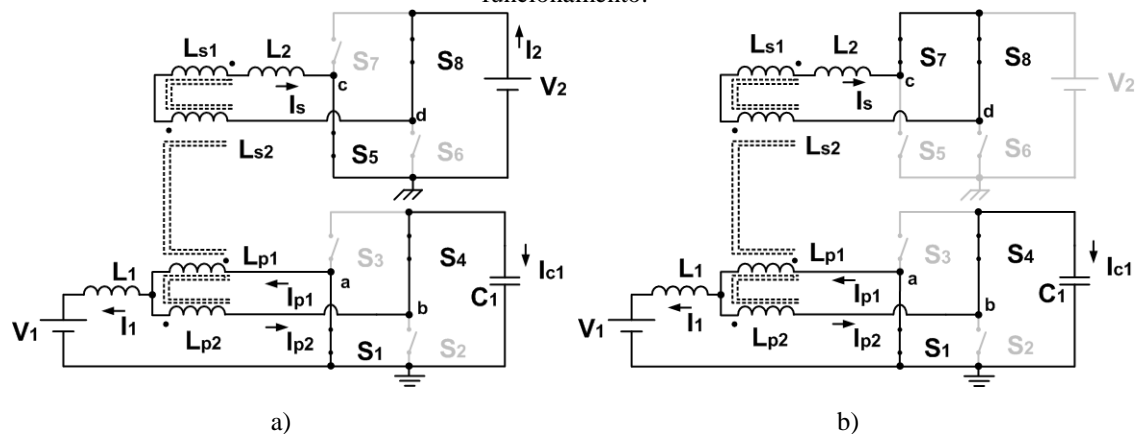 funcionamento.
Ls1 L2 S7 S8 I2
c V2
Is
d
Ls2 S5 S6
Lp1 S3 S4 Ic1
L1 a C1
Ip1
V1 I1 b
Lp2 Ip2 S1 S2
Ls1 L2 S7 S8
c V2
Is
d
Ls2 S5 S6
Lp1 S3 S4 Ic1
L1 a C1
Ip1
V1 I1 b
Lp2 Ip2 S1 S2
a) b)